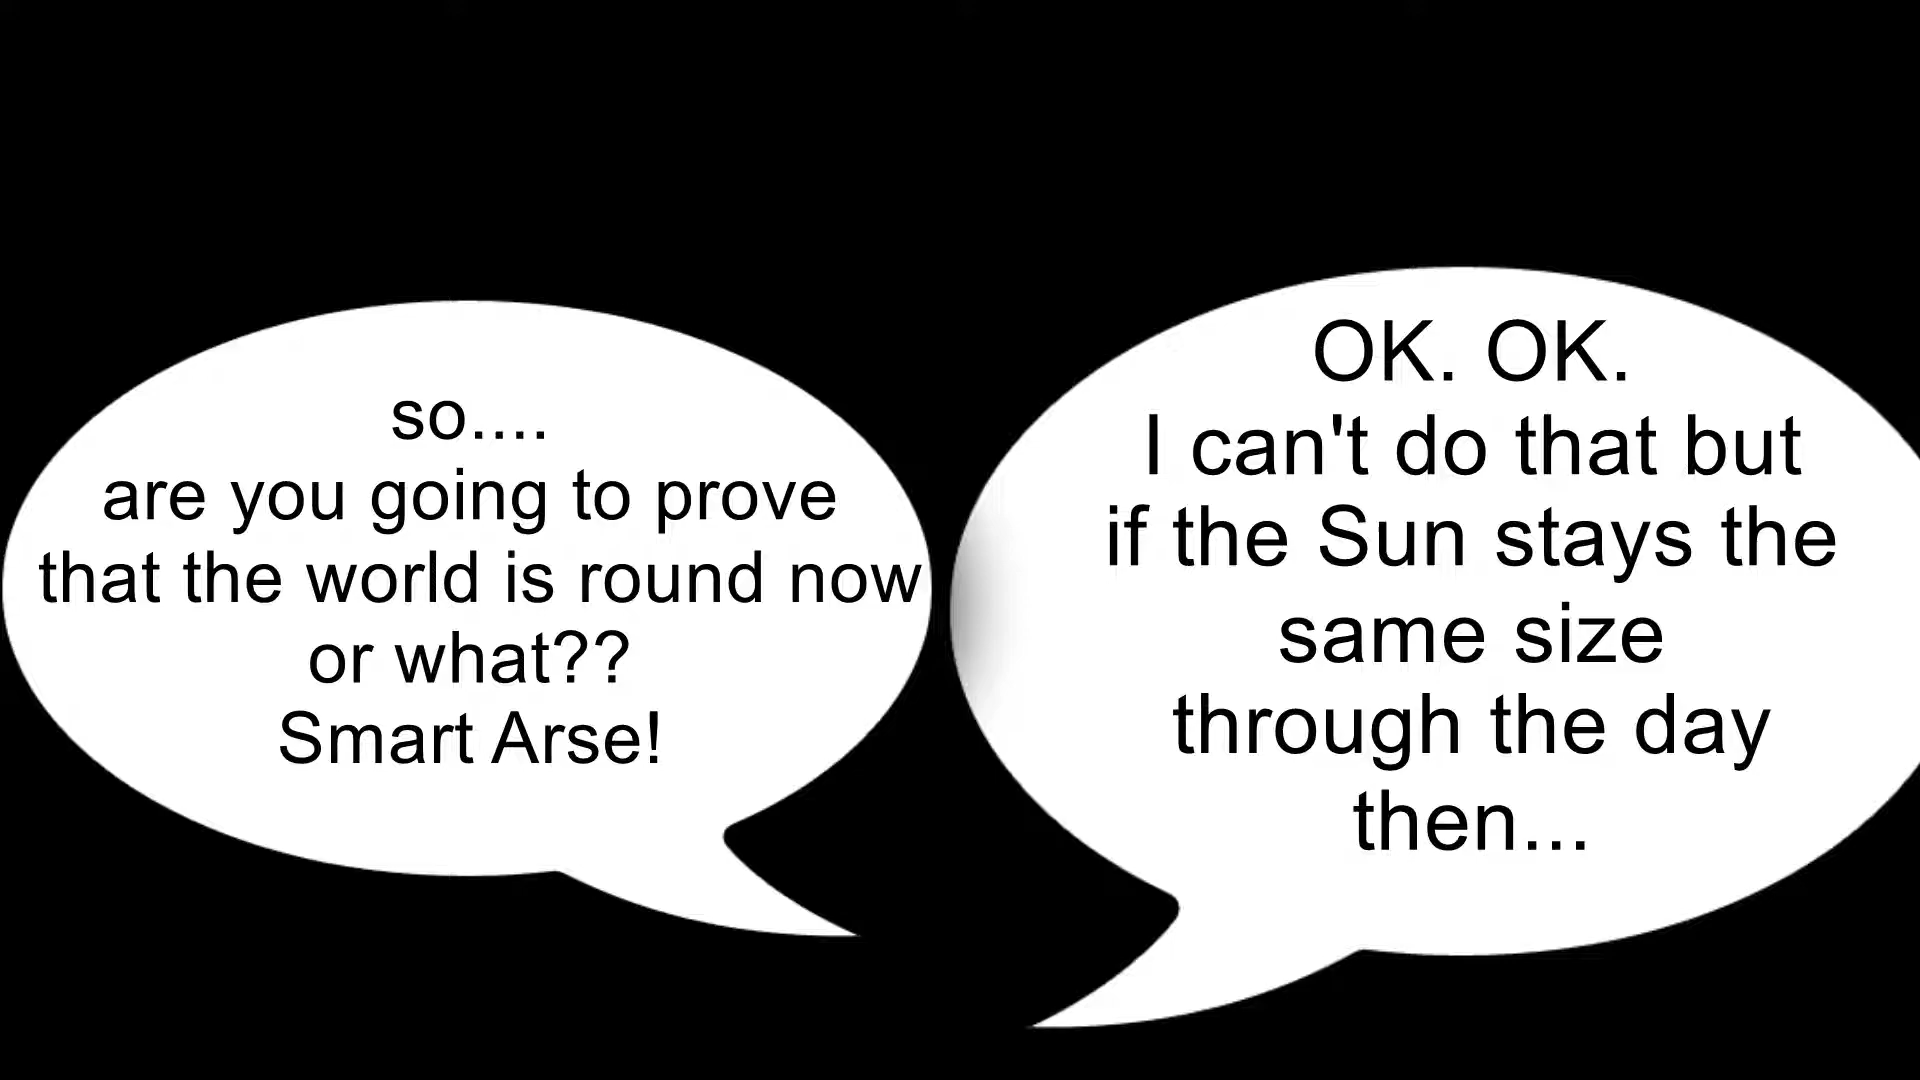 so....
are you going to prove
that the world is round now
or what??
Smart Arse!
OK. OK.
I can't do that but
if the Sun stays the
same size
through the day
then...